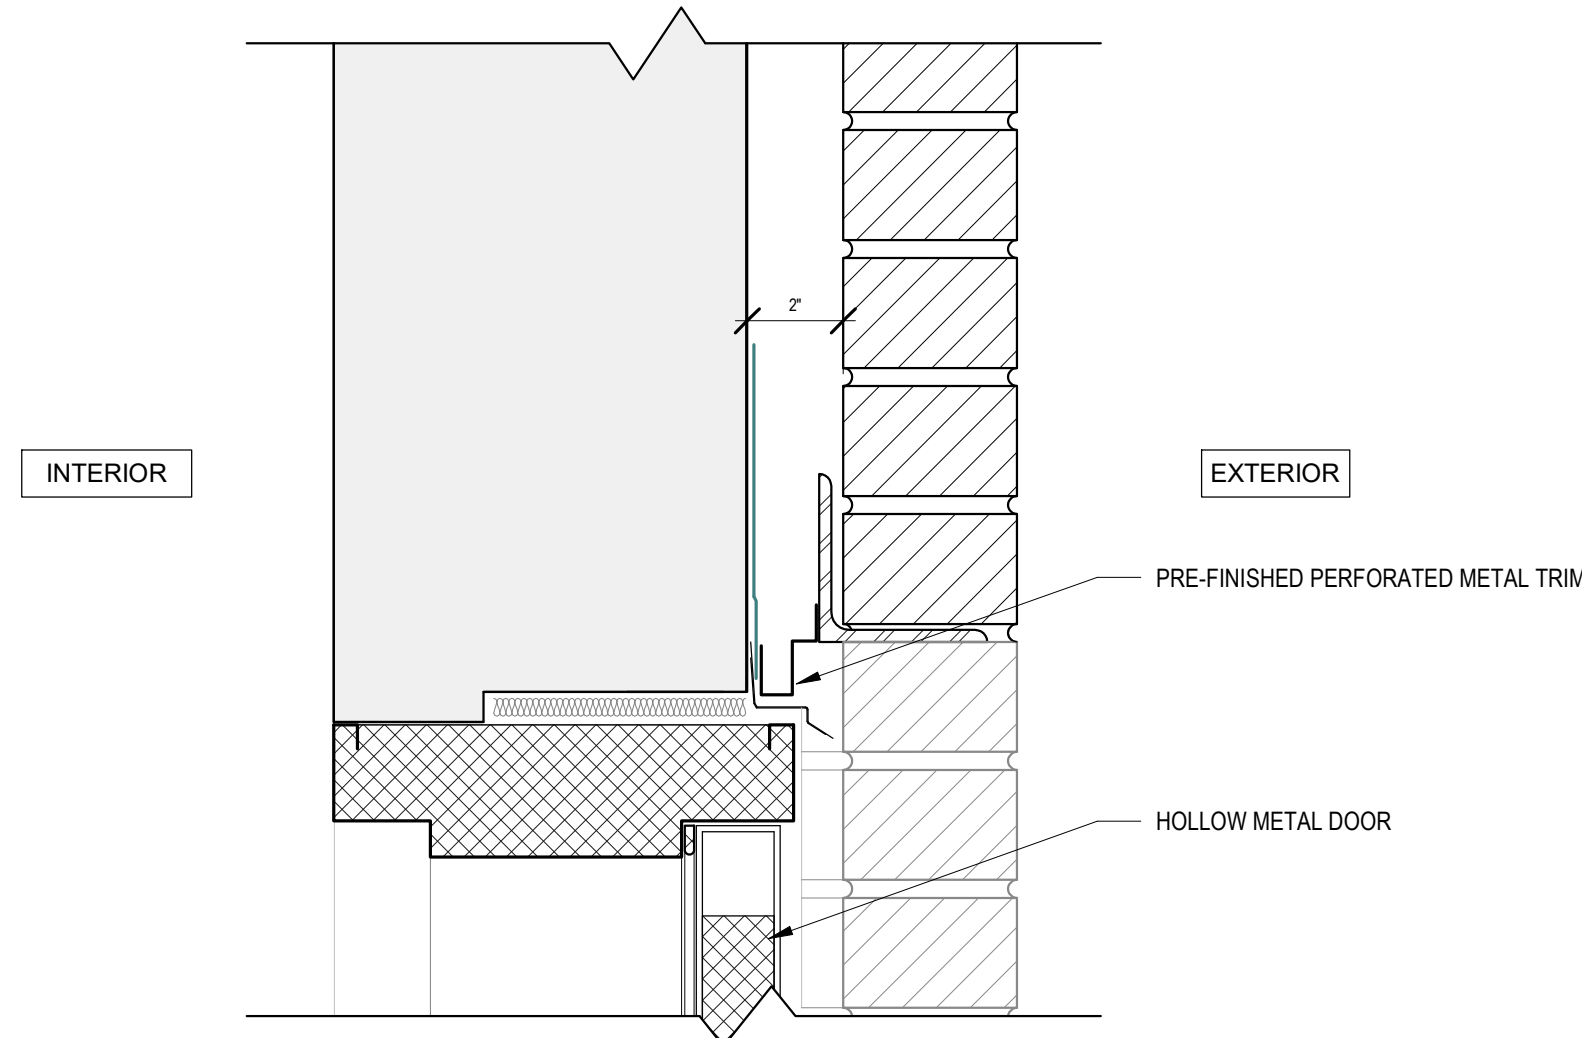 2"
INTERIOR
EXTERIOR
PRE-FINISHED PERFORATED METAL TRIM
HOLLOW METAL DOOR